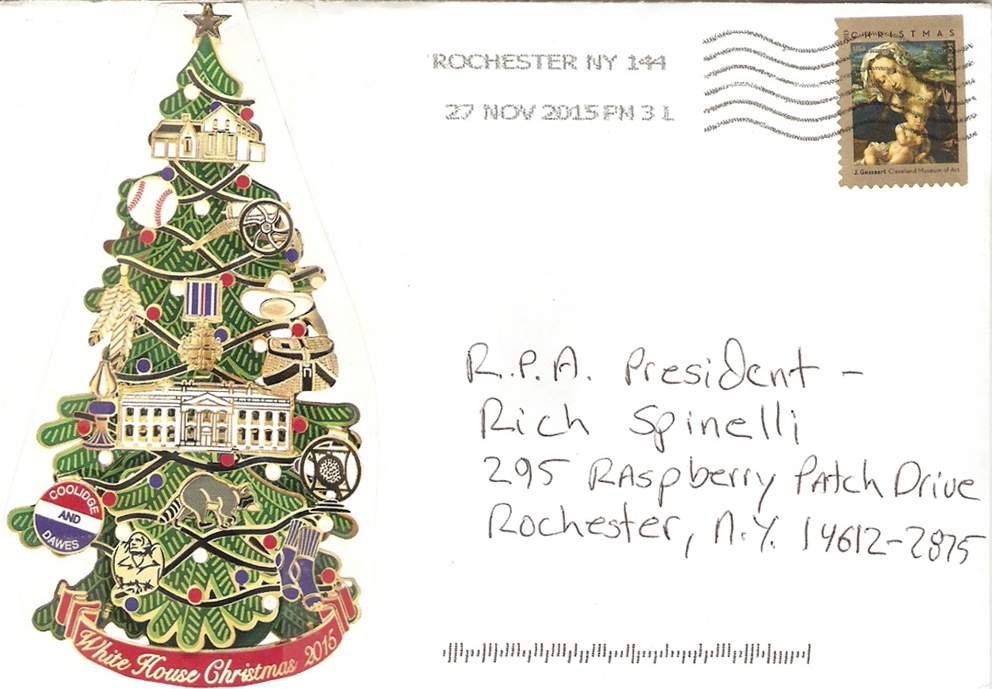 ROCHESTER NY 144
27 NOV 2015 PM 3 L
CHRISTMAS
USA
J. Gossaert Cleveland Museum of Art
R.P.A. President –
Rich Spinelli
295 Raspberry Patch Drive
Rochester, N.Y. 14612-2875
COOLIDGE
AND
DAWES
White House Christmas 2015